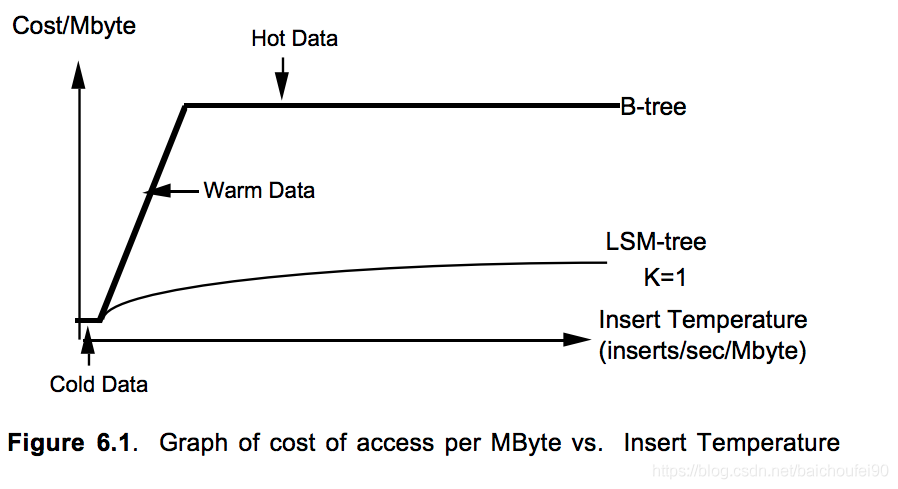 Cost/Mbyte
Hot Data
B-tree
Warm Data
LSM-tree
K=1
Insert Temperature
(inserts/sec/Mbyte)
Cold Data
Figure 6.1. Graph of cost of access per MByte vs. Insert Temperature
https://blog.csdn.net/baichoufei90